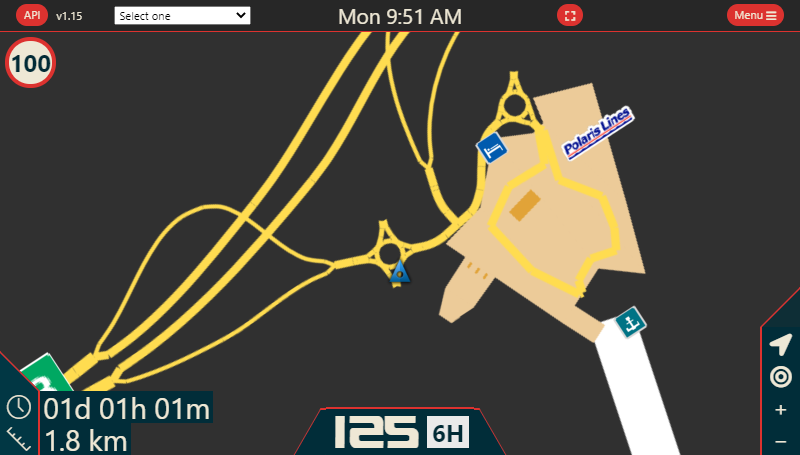 API
v1.15
Select one
Mon 9:51 AM
Menu
100
Polaris Lines
01d 01h 01m
1.8 km
125
6H